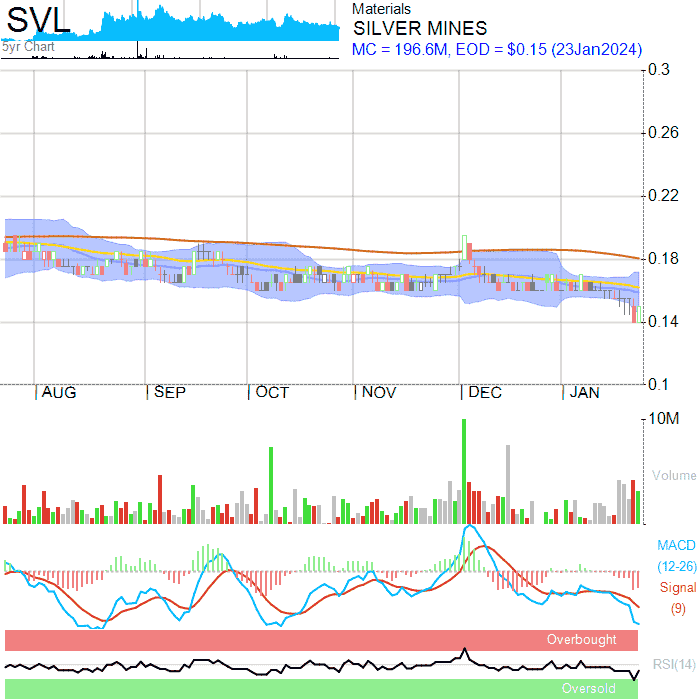 SVL
5yr Chart
Materials
SILVER MINES
MC = 196.6M, EOD = $0.15 (23Jan2024)
0.3
0.26
0.22
0.18
0.14
0.1
AUG SEP OCT NOV DEC JAN
10M
Volume
MACD
(12-26)
Signal
(9)
Overbought
RSI(14)
Oversold